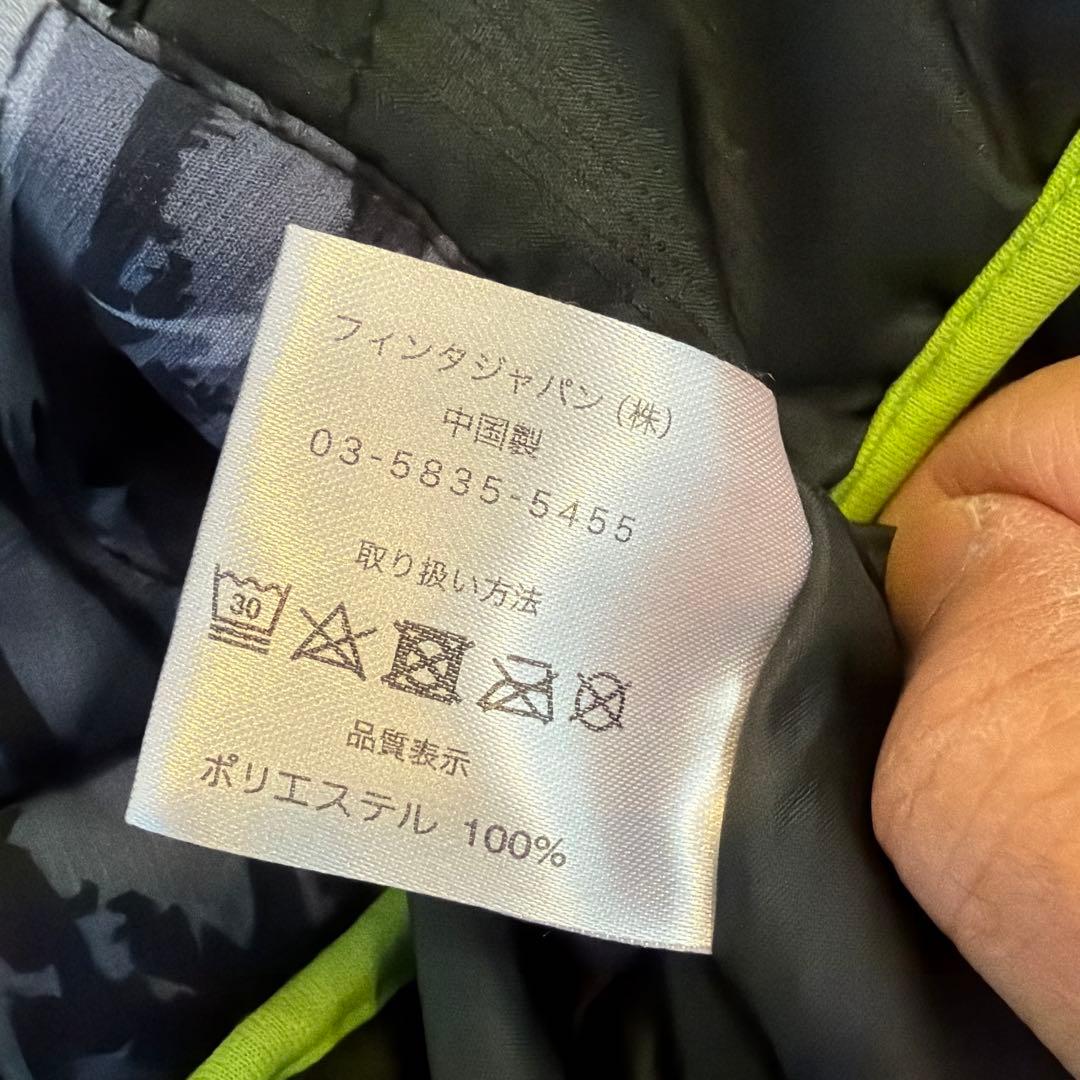 フィンタジャパン (株)
中国製
03-5835-5455
取り扱い方法
30
品質表示
ポリエステル 100%